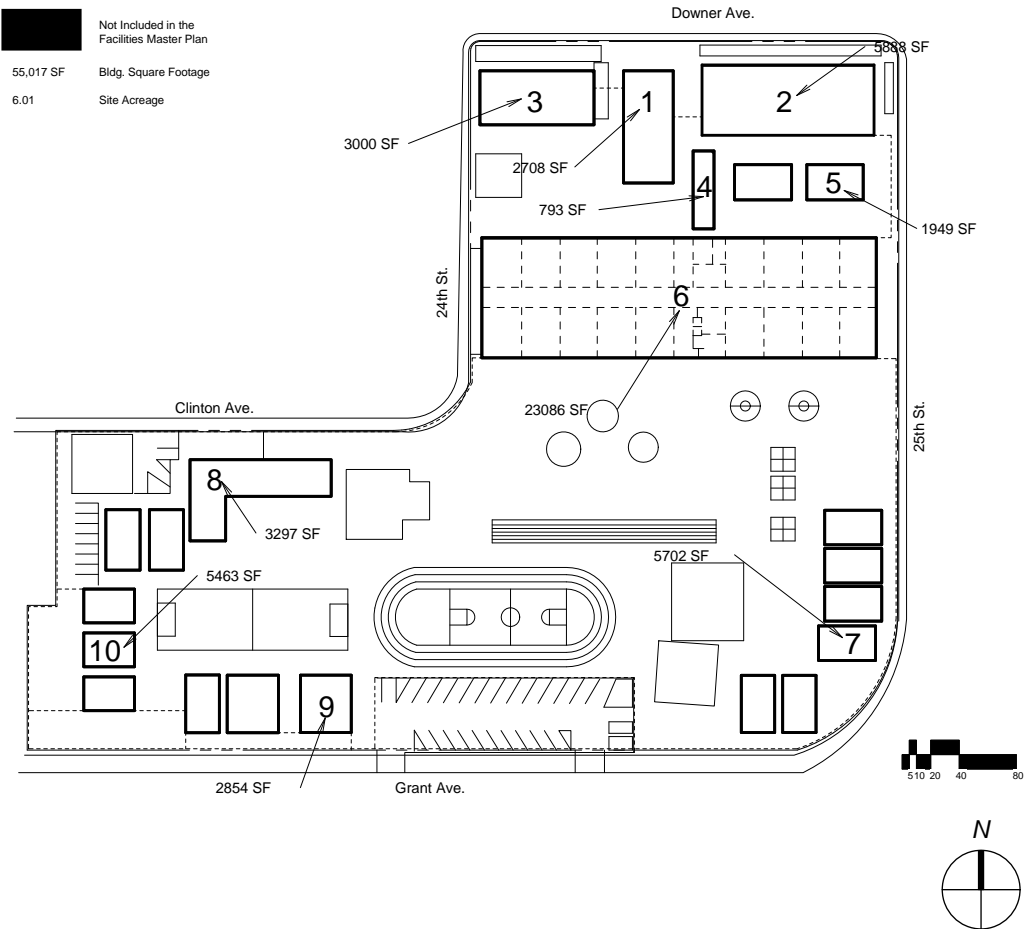 Downer Ave.
Not Included in the
Facilities Master Plan
55,017 SF Bldg. Square Footage
6.01 Site Acreage
5888 SF
3
1
2
3000 SF
2708 SF
4
5
793 SF
1949 SF
24th St.
6
23086 SF
Clinton Ave.
25th St.
8
3297 SF
5702 SF
5463 SF
10
7
9
2854 SF
Grant Ave.
5 10 20 40 80
N